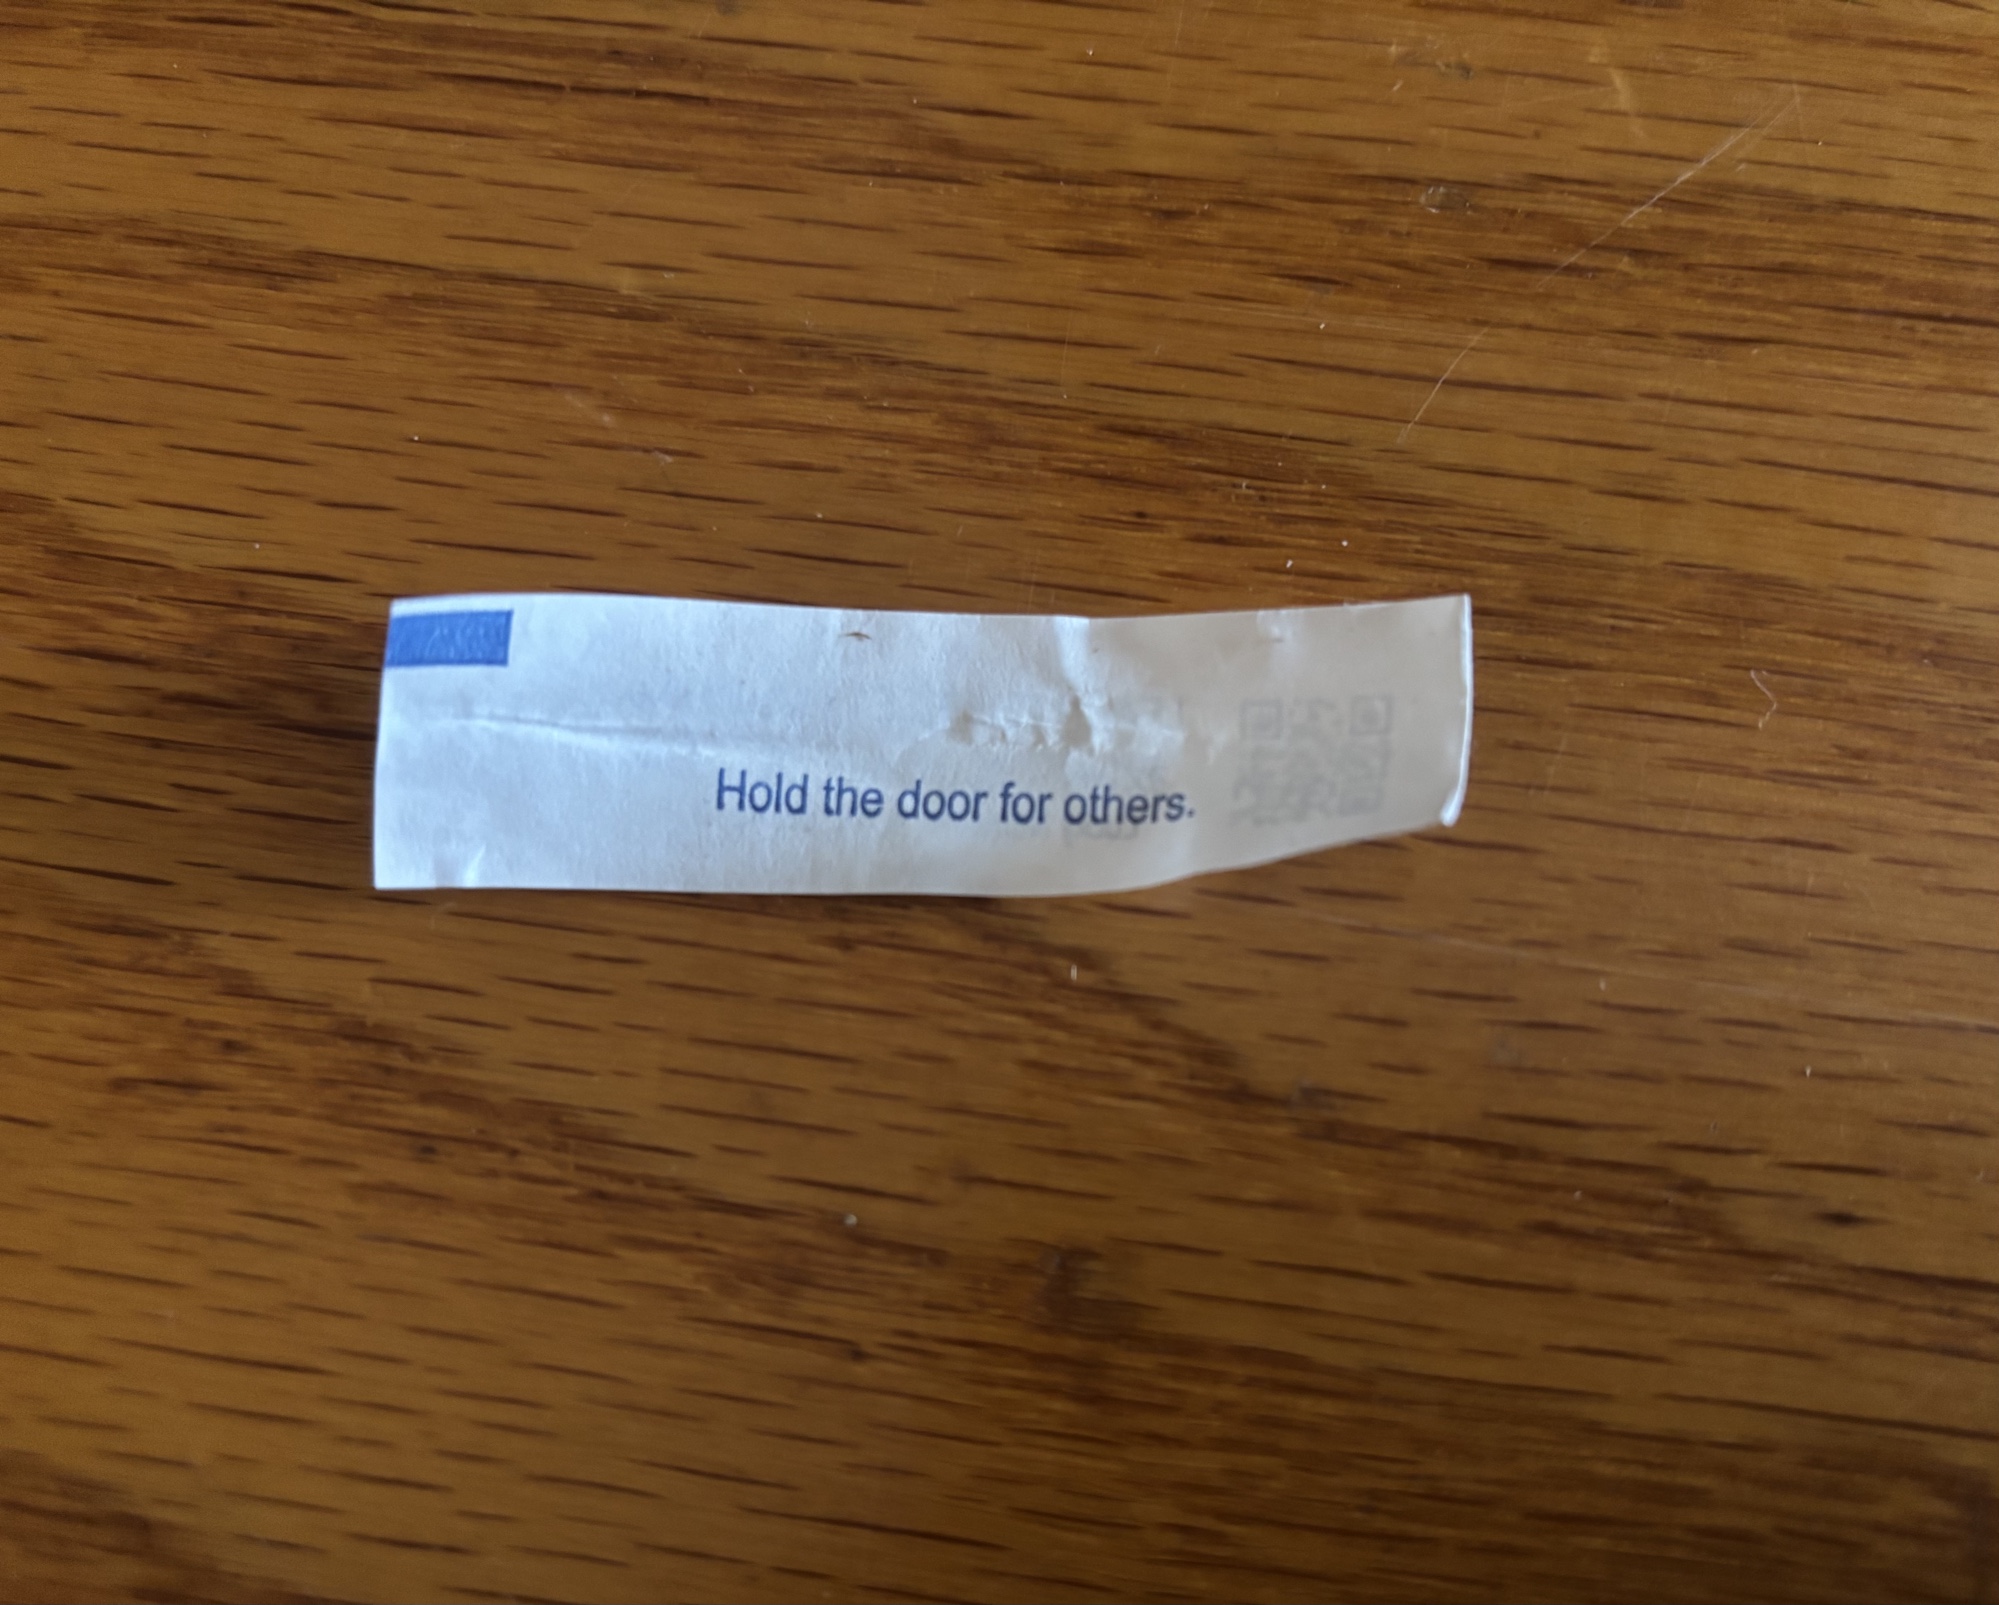 Hold the door for others.